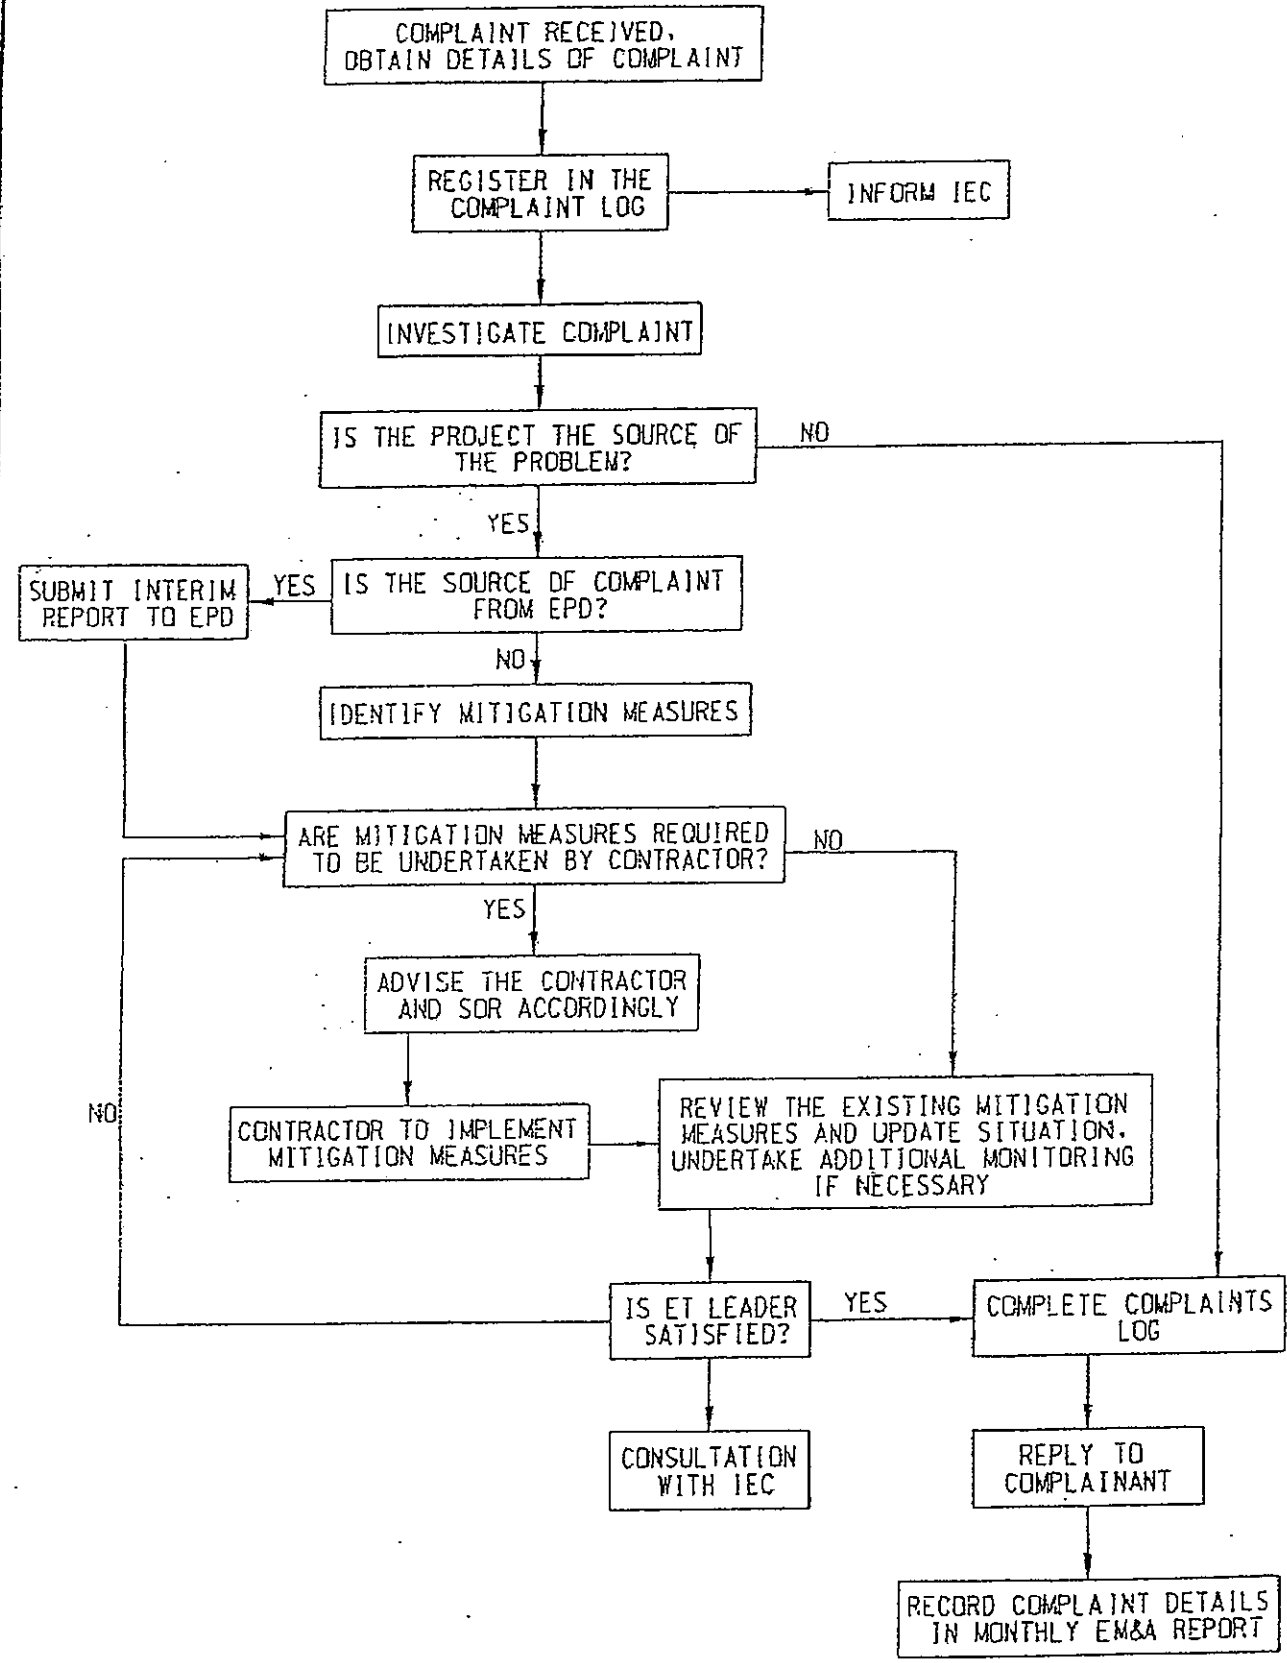 COMPLAINT RECEIVED,
OBTAIN DETAILS OF COMPLAINT
REGISTER IN THE
COMPLAINT LOG
INFORM IEC
INVESTIGATE COMPLAINT
IS THE PROJECT THE SOURCE OF
THE PROBLEM?
NO
YES
IS THE SOURCE OF COMPLAINT
FROM EPD?
YES
SUBMIT INTERIM
REPORT TO EPD
NO
IDENTIFY MITIGATION MEASURES
ARE MITIGATION MEASURES REQUIRED
TO BE UNDERTAKEN BY CONTRACTOR?
NO
YES
ADVISE THE CONTRACTOR
AND SOR ACCORDINGLY
NO
CONTRACTOR TO IMPLEMENT
MITIGATION MEASURES
REVIEW THE EXISTING MITIGATION
MEASURES AND UPDATE SITUATION.
UNDERTAKE ADDITIONAL MONITORING
IF NECESSARY
IS ET LEADER
SATISFIED?
YES
COMPLETE COMPLAINTS
LOG
CONSULTATION
WITH IEC
REPLY TO
COMPLAINANT
RECORD COMPLAINT DETAILS
IN MONTHLY EM&A REPORT